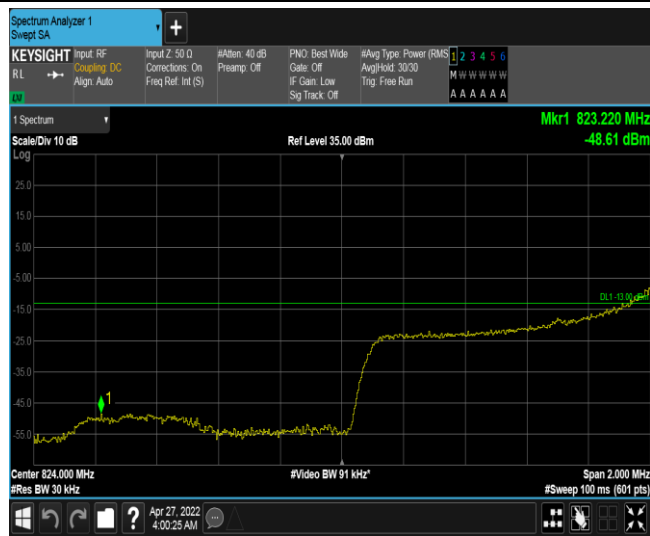 Spectrum Analyzer 1
Swept SA
+
KEYSIGHT Input: RF Input Z: 50 Ω #Atten: 40 dB PNO: Best Wide #Avg Type: Power (RMS 1 2 3 4 5 6
RL Coupling: DC Corrections: On Preamp: Off Gate: Off Avg|Hold: 30/30 M W W W W W
Align: Auto Freq Ref: Int (S) IF Gain: Low Trig: Free Run
Sig Track: Off A A A A A A
1 Spectrum Mkr1 823.220 MHz
Scale/Div 10 dB Ref Level 35.00 dBm -48.61 dBm
Log
25.0
15.0
5.00
-5.00
DL1 -13.00 dBm
-15.0
-25.0
-35.0
-45.0
1
-55.0
Center 824.000 MHz #Video BW 91 kHz* Span 2.000 MHz
#Res BW 30 kHz #Sweep 100 ms (601 pts)
? Apr 27, 2022
4:00:25 AM